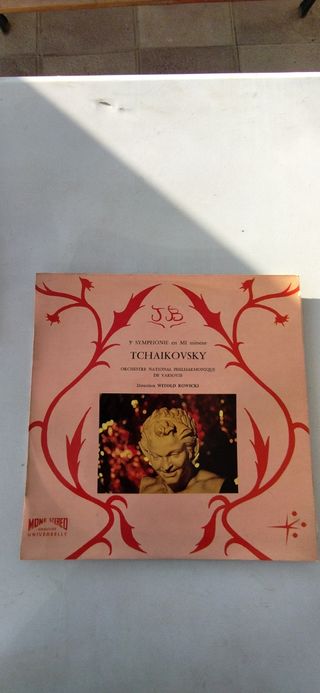 JB
5e SYMPHONIE en Mi mineur
TCHAIKOVSKY
ORCHESTRE NATIONAL PHILHARMONIQUE
DE VARSOVIE
Direction WITOLD ROWICKI
MONO STEREO
UNIVERSELLE